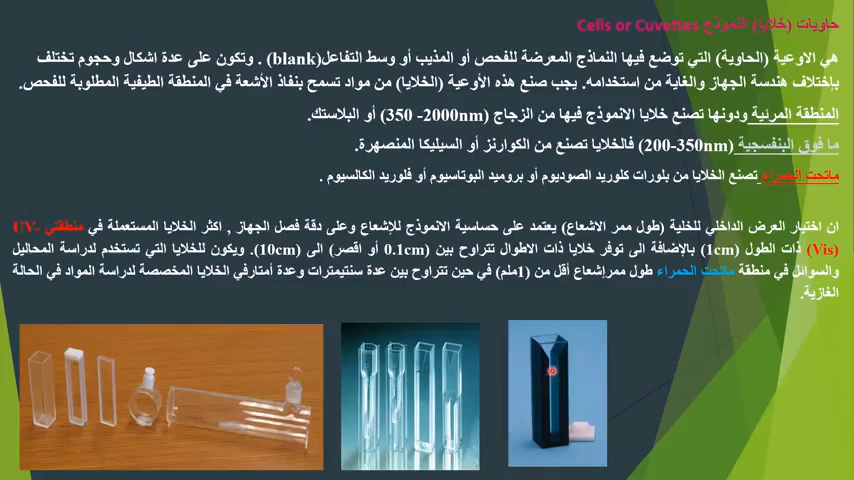 حاويات (خلايا) النموذج Cells or Cuvettes
هي الاوعية (الحاوية) التي توضع فيها النماذج المعرضة للفحص أو المذيب أو وسط التفاعل(blank) . وتكون على عدة اشكال وحجوم تختلف
بإختلاف هندسة الجهاز والغاية من استخدامه. يجب صنع هذه الأوعية (الخلايا) من مواد تسمح بنفاذ الأشعة في المنطقة الطيفية المطلوبة للفحص.
المنطقة المرئية ودونها تصنع خلايا الانموذج فيها من الزجاج (350 -2000nm) أو البلاستك.
ما فوق البنفسجية (200-350nm) فالخلايا تصنع من الكوارتز أو السيليكا المنصهرة.
ماتحت الحمراء تصنع الخلايا من بلورات كلوريد الصوديوم أو بروميد البوتاسيوم أو فلوريد الكالسيوم .
ان اختيار العرض الداخلي للخلية (طول ممر الاشعاع) يعتمد على حساسية الانموذج للإشعاع وعلى دقة فصل الجهاز , اكثر الخلايا المستعملة في منطقتي UV-
Vis) ذات الطول (1cm) بالإضافة الى توفر خلايا ذات الاطوال تتراوح بين (0.1cm أو اقصر) الى (10cm). ويكون للخلايا التي تستخدم لدراسة المحاليل
والسوائل في منطقة ماتحت الحمراء طول ممرإشعاع أقل من (1ملم) في حين تتراوح بين عدة سنتيمترات وعدة أمتارفي الخلايا المخصصة لدراسة المواد في الحالة
الغازية.